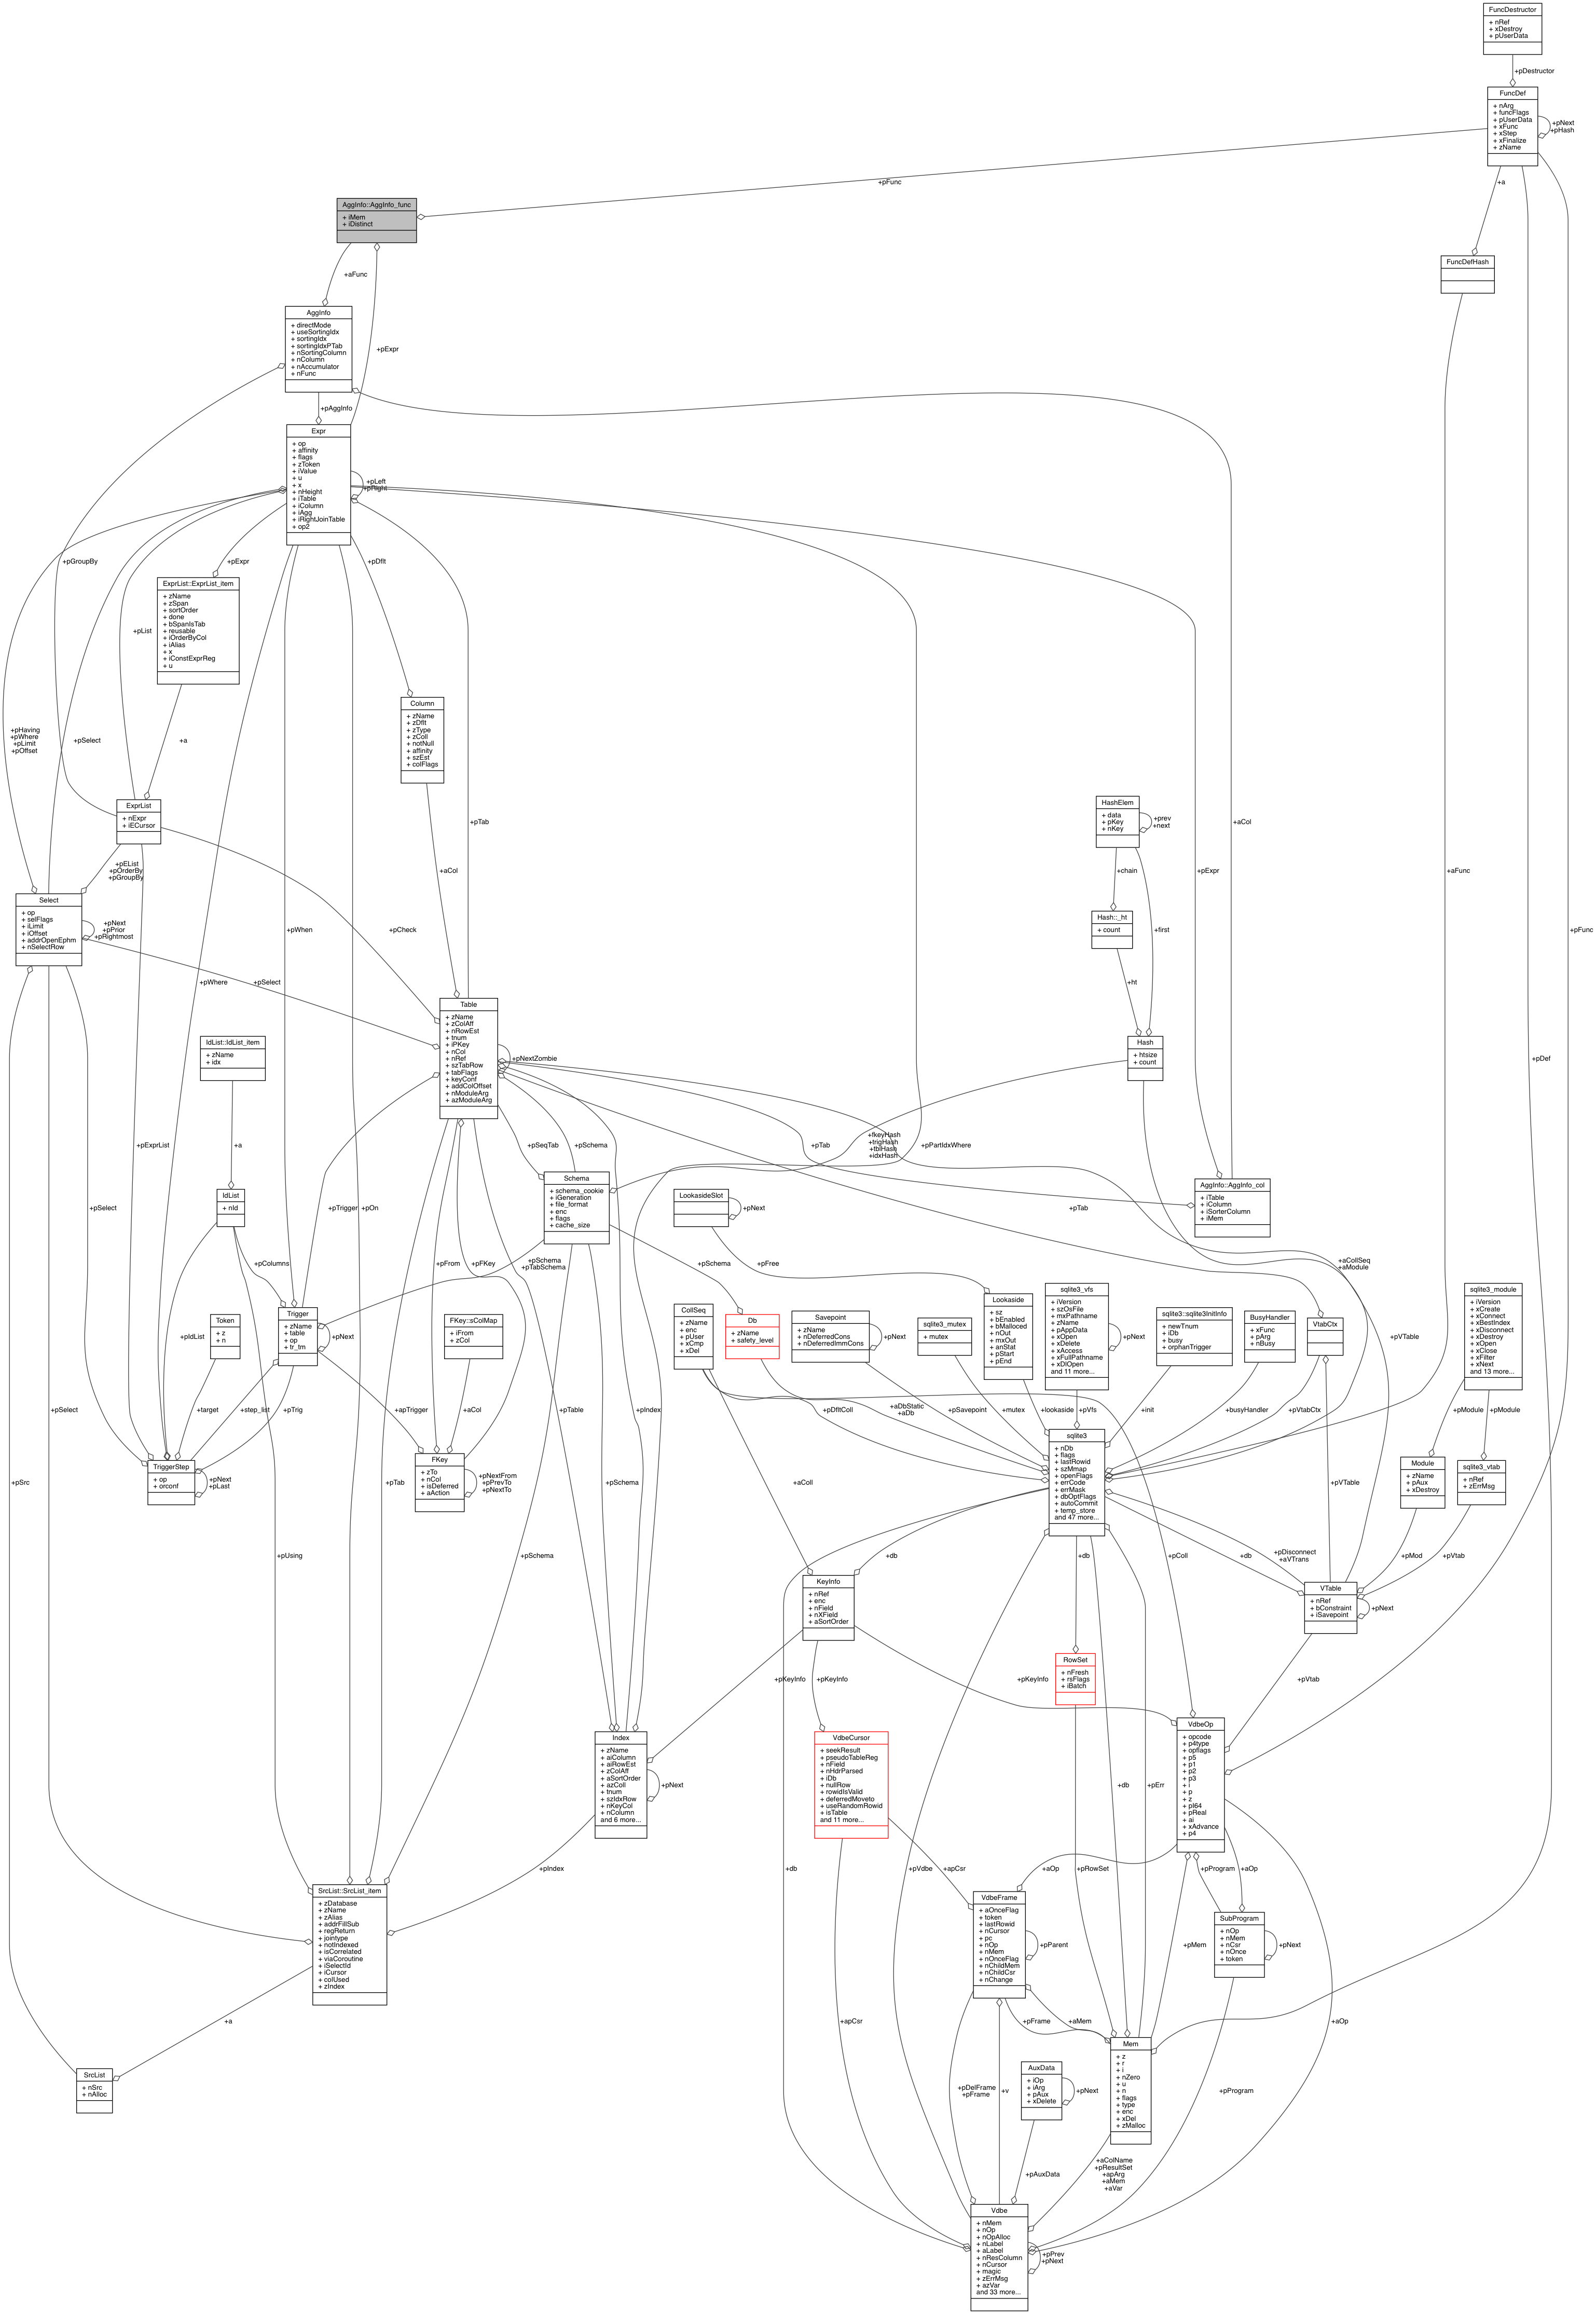 FuncDestructor
+ nRef
+ xDestroy
+ pUserData
+pDestructor
FuncDef
+ nArg
+ funcFlags
+ pUserData
+ xFunc
+ xStep
+ xFinalize
+ zName
+pNext
+pHash
+pFunc
+a
AggInfo::AggInfo_func
+ iMem
+ iDistinct
+aFunc
FuncDefHash
AggInfo
+ directMode
+ useSortingIdx
+ sortingIdx
+ sortingIdxPTab
+ nSortingColumn
+ nColumn
+ nAccumulator
+ nFunc
+pExpr
+pAggInfo
Expr
+ op
+ affinity
+ flags
+ zToken
+ iValue
+ u
+ x
+ nHeight
+ iTable
+ iColumn
+ iAgg
+ iRightJoinTable
+ op2
+pLeft
+pRight
+pGroupBy
+pExpr
+pDflt
ExprList::ExprList_item
+ zName
+ zSpan
+ sortOrder
+ done
+ bSpanIsTab
+ reusable
+ iOrderByCol
+ iAlias
+ x
+ iConstExprReg
+ u
+pList
Column
+ zName
+ zDflt
+ zType
+ zColl
+ notNull
+ affinity
+ szEst
+ colFlags
+pHaving
+pWhere
+pLimit
+pOffset
+pSelect
+a
ExprList
+ nExpr
+ iECursor
+pTab
HashElem
+ data
+ pKey
+ nKey
+prev
+next
+aCol
+pEList
+pOrderBy
+pGroupBy
+aCol
+chain
+pExpr
+aFunc
Select
+ op
+ selFlags
+ iLimit
+ iOffset
+ addrOpenEphm
+ nSelectRow
+pNext
+pPrior
+pRightmost
+pWhen
+pCheck
Hash::_ht
+ count
+first
+pFunc
+pWhere
+pSelect
+ht
Table
+ zName
+ zColAff
+ nRowEst
+ tnum
+ iPKey
+ nCol
+ nRef
+ szTabRow
+ tabFlags
+ keyConf
+ addColOffset
+ nModuleArg
+ azModuleArg
+pNextZombie
IdList::IdList_item
+ zName
+ idx
Hash
+ htsize
+ count
+pDef
+pExprList
+a
+pSeqTab
+pSchema
+fkeyHash
+trigHash
+tblHash
+idxHash
+pPartIdxWhere
+pTab
Schema
+ schema_cookie
+ iGeneration
+ file_format
+ enc
+ flags
+ cache_size
AggInfo::AggInfo_col
+ iTable
+ iColumn
+ iSorterColumn
+ iMem
IdList
+ nId
LookasideSlot
+pNext
+pSelect
+pOn
+pTrigger
+pTab
+pColumns
+pFrom
+pFKey
+pSchema
+pTabSchema
+pSchema
+pFree
+aCollSeq
+aModule
Trigger
+ zName
+ table
+ op
+ tr_tm
+pNext
Token
+ z
+ n
FKey::sColMap
+ iFrom
+ zCol
CollSeq
+ zName
+ enc
+ pUser
+ xCmp
+ xDel
Db
+ zName
+ safety_level
Savepoint
+ zName
+ nDeferredCons
+ nDeferredImmCons
+pNext
sqlite3_mutex
+ mutex
Lookaside
+ sz
+ bEnabled
+ bMalloced
+ nOut
+ mxOut
+ anStat
+ pStart
+ pEnd
sqlite3_vfs
+ iVersion
+ szOsFile
+ mxPathname
+ zName
+ pAppData
+ xOpen
+ xDelete
+ xAccess
+ xFullPathname
+ xDlOpen
and 11 more...
+pNext
sqlite3::sqlite3InitInfo
+ newTnum
+ iDb
+ busy
+ orphanTrigger
BusyHandler
+ xFunc
+ pArg
+ nBusy
VtabCtx
+pVTable
sqlite3_module
+ iVersion
+ xCreate
+ xConnect
+ xBestIndex
+ xDisconnect
+ xDestroy
+ xOpen
+ xClose
+ xFilter
+ xNext
and 13 more...
+pIdList
+target
+step_list
+pTrig
+apTrigger
+aCol
+pTable
+pIndex
+pDfltColl
+aDbStatic
+aDb
+pSavepoint
+mutex
+lookaside
+pVfs
+init
+busyHandler
+pVtabCtx
+pModule
+pModule
TriggerStep
+ op
+ orconf
+pNext
+pLast
FKey
+ zTo
+ nCol
+ isDeferred
+ aAction
+pNextFrom
+pPrevTo
+pNextTo
sqlite3
+ nDb
+ flags
+ lastRowid
+ szMmap
+ openFlags
+ errCode
+ errMask
+ dbOptFlags
+ autoCommit
+ temp_store
and 47 more...
Module
+ zName
+ pAux
+ xDestroy
sqlite3_vtab
+ nRef
+ zErrMsg
+pSrc
+pTab
+pSchema
+aColl
+pVTable
+pUsing
+pSchema
+db
+db
+pColl
+db
+pDisconnect
+aVTrans
+pMod
+pVtab
KeyInfo
+ nRef
+ enc
+ nField
+ nXField
+ aSortOrder
VTable
+ nRef
+ bConstraint
+ iSavepoint
+pNext
RowSet
+ nFresh
+ rsFlags
+ iBatch
+pKeyInfo
+pKeyInfo
+pKeyInfo
+pVtab
Index
+ zName
+ aiColumn
+ aiRowEst
+ zColAff
+ aSortOrder
+ azColl
+ tnum
+ szIdxRow
+ nKeyCol
+ nColumn
and 6 more...
+pNext
VdbeCursor
+ seekResult
+ pseudoTableReg
+ nField
+ nHdrParsed
+ iDb
+ nullRow
+ rowidIsValid
+ deferredMoveto
+ useRandomRowid
+ isTable
and 11 more...
+db
+pErr
VdbeOp
+ opcode
+ p4type
+ opflags
+ p5
+ p1
+ p2
+ p3
+ i
+ p
+ z
+ pI64
+ pReal
+ ai
+ xAdvance
+ p4
+pIndex
+db
+pVdbe
+apCsr
+aOp
+pRowSet
+pProgram
+aOp
SrcList::SrcList_item
+ zDatabase
+ zName
+ zAlias
+ addrFillSub
+ regReturn
+ jointype
+ notIndexed
+ isCorrelated
+ viaCoroutine
+ iSelectId
+ iCursor
+ colUsed
+ zIndex
VdbeFrame
+ aOnceFlag
+ token
+ lastRowid
+ nCursor
+ pc
+ nOp
+ nMem
+ nOnceFlag
+ nChildMem
+ nChildCsr
+ nChange
+pParent
+pMem
SubProgram
+ nOp
+ nMem
+ nCsr
+ nOnce
+ token
+pNext
+a
+apCsr
+pFrame
+aMem
+aOp
Mem
+ z
+ r
+ i
+ nZero
+ u
+ n
+ flags
+ type
+ enc
+ xDel
+ zMalloc
SrcList
+ nSrc
+ nAlloc
AuxData
+ iOp
+ iArg
+ pAux
+ xDelete
+pNext
+pDelFrame
+pFrame
+v
+pProgram
+pAuxData
+aColName
+pResultSet
+apArg
+aMem
+aVar
Vdbe
+ nMem
+ nOp
+ nOpAlloc
+ nLabel
+ aLabel
+ nResColumn
+ nCursor
+ magic
+ zErrMsg
+ azVar
and 33 more...
+pPrev
+pNext